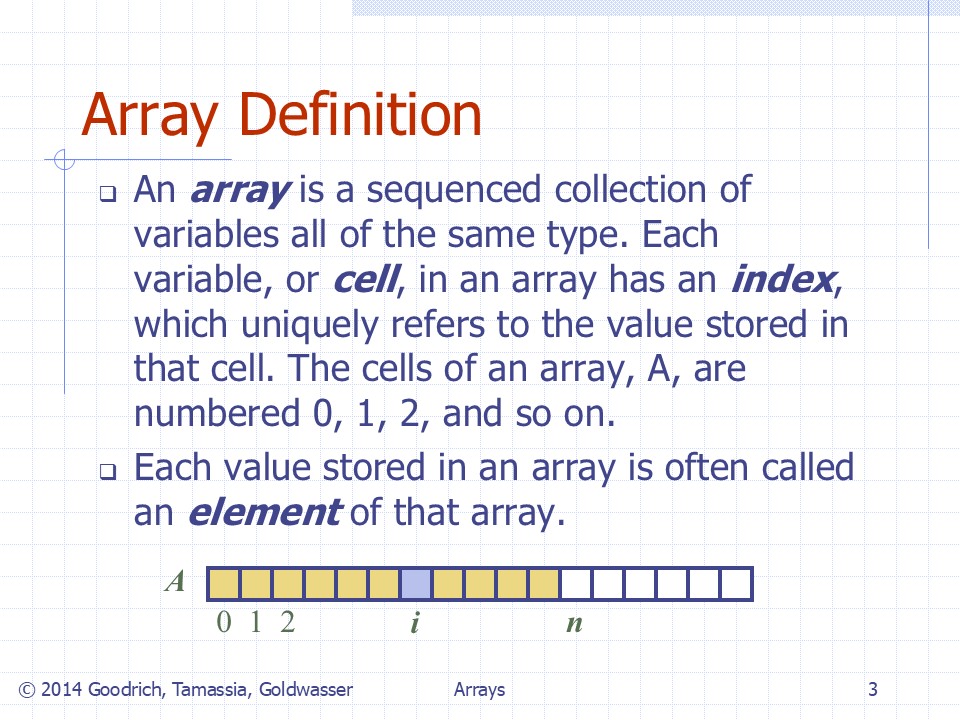 Array Definition
An array is a sequenced collection of
variables all of the same type. Each
variable, or cell, in an array has an index,
which uniquely refers to the value stored in
that cell. The cells of an array, A, are
numbered 0, 1, 2, and so on.
Each value stored in an array is often called
an element of that array.
A
0 1 2 i n
© 2014 Goodrich, Tamassia, Goldwasser Arrays 3